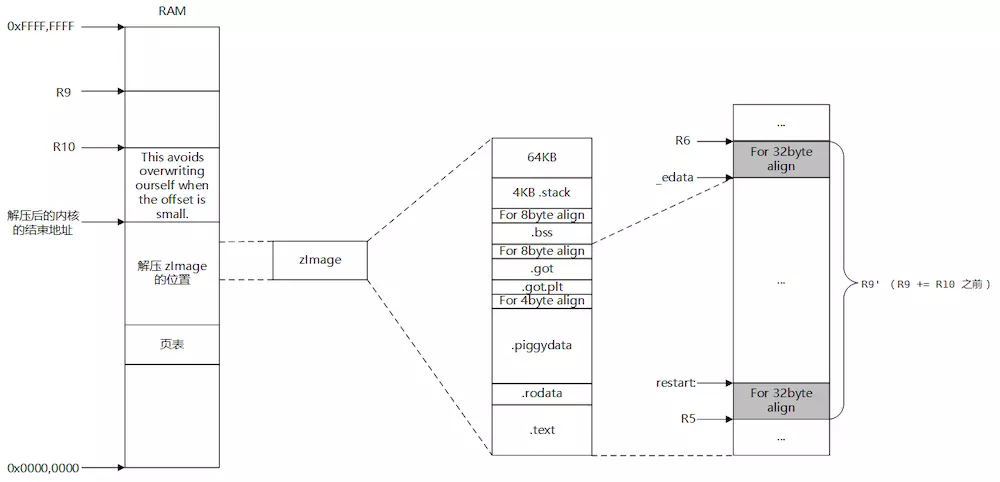 RAM
0xFFFF,FFFF
R9
R10
This avoids
overwriting
ourself when
the offset is
small.
解压后的内核
的结束地址
解压 zImage
的位置
页表
0x0000,0000
zImage
64KB
4KB .stack
For 8byte align
.bss
For 8byte align
.got
.got.plt
For 4byte align
.piggydata
.rodata
.text
...
R6
For 32byte
align
_edata
...
R9' (R9 += R10 之前)
restart:
For 32byte
align
R5
...